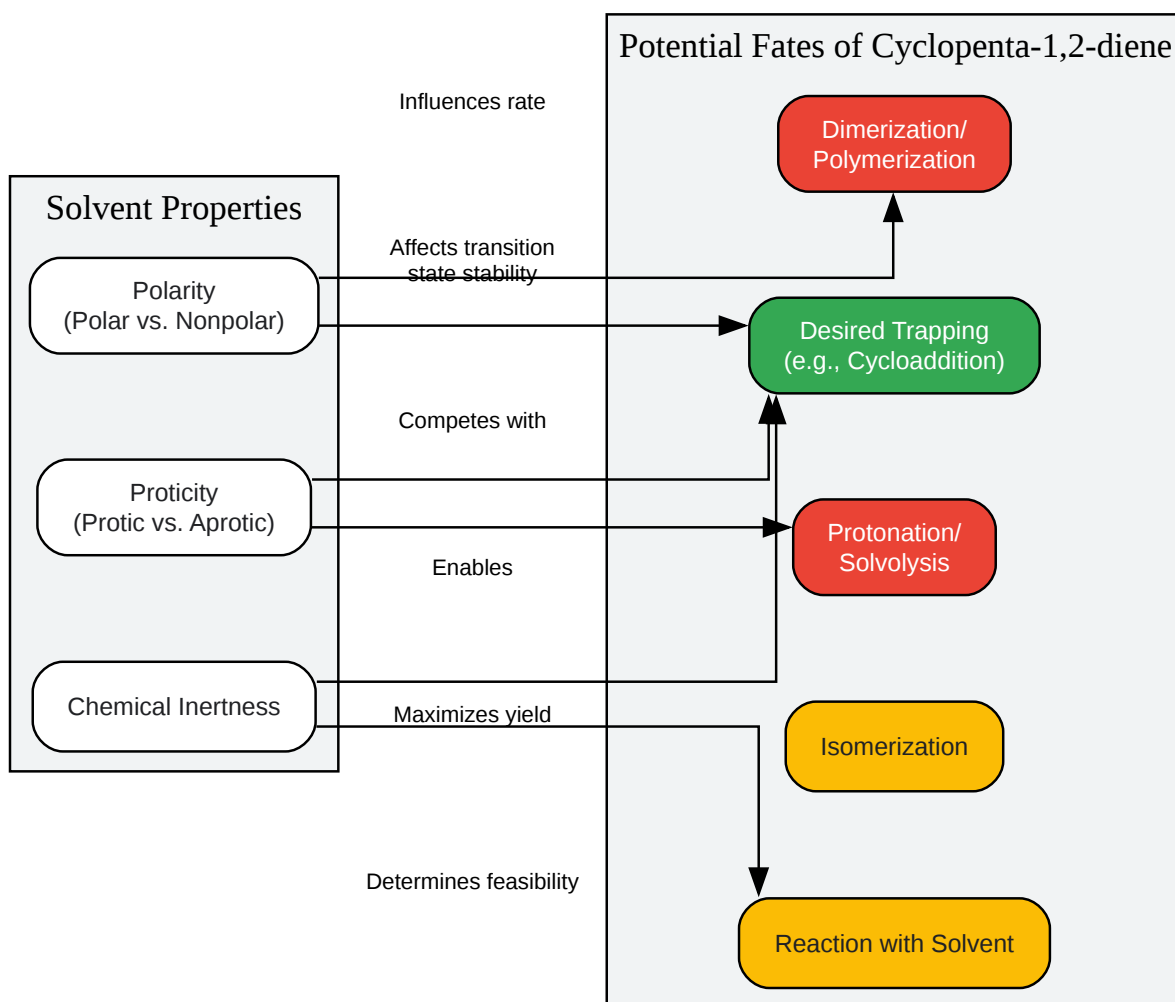 Potential Fates of Cyclopenta-1,2-diene
Influences rate
Dimerization/
Polymerization
Solvent Properties
Affects transition
state stability
Polarity
(Polar vs. Nonpolar)
Desired Trapping
(e.g., Cycloaddition)
Competes with
Proticity
(Protic vs. Aprotic)
Protonation/
Solvolysis
Enables
Chemical Inertness
Maximizes yield
Isomerization
Determines feasibility
Reaction with Solvent